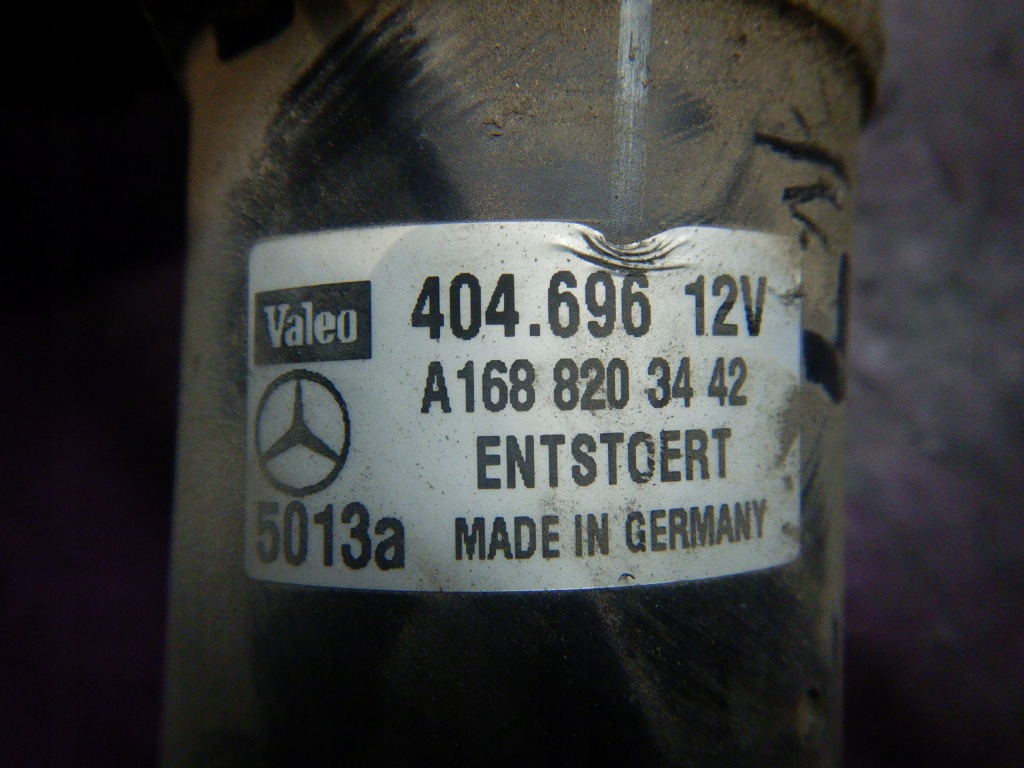 Valeo 404.696 12V
A168 820 34 42
ENTSTOERT
5013a MADE IN GERMANY